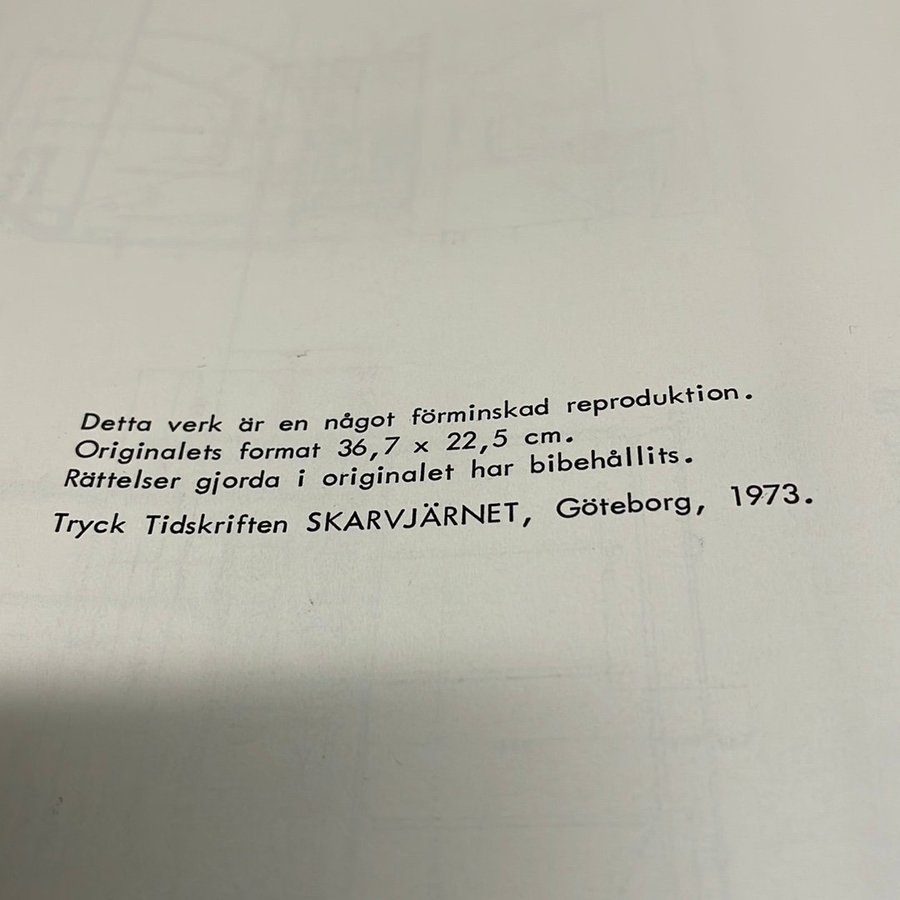 Detta verk är en något förminskad reproduktion.
Originalets format 36,7 x 22,5 cm.
Rättelser gjorda i originalet har bibehållits.
Tryck Tidskriften SKARVJÄRNET, Göteborg, 1973.